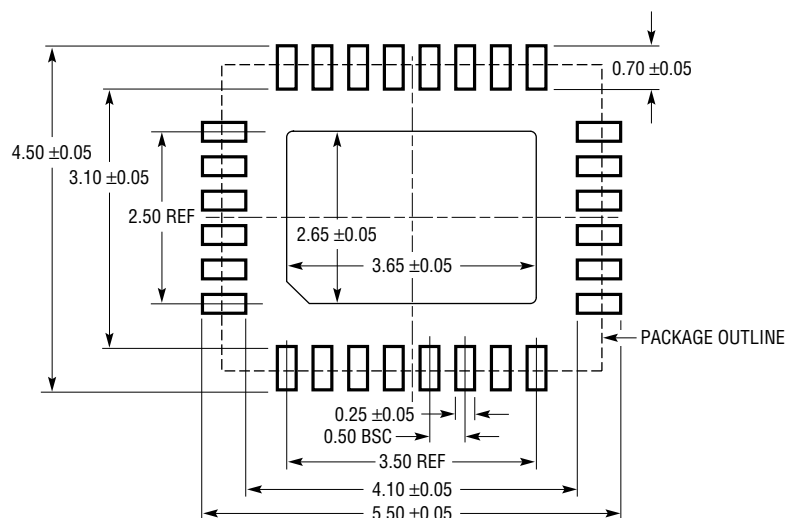 0.70 ±0.05
4.50 ±0.05
3.10 ±0.05
2.50 REF
2.65 ±0.05
3.65 ±0.05
PACKAGE OUTLINE
0.25 ±0.05
0.50 BSC
3.50 REF
4.10 ±0.05
5.50 ±0.05